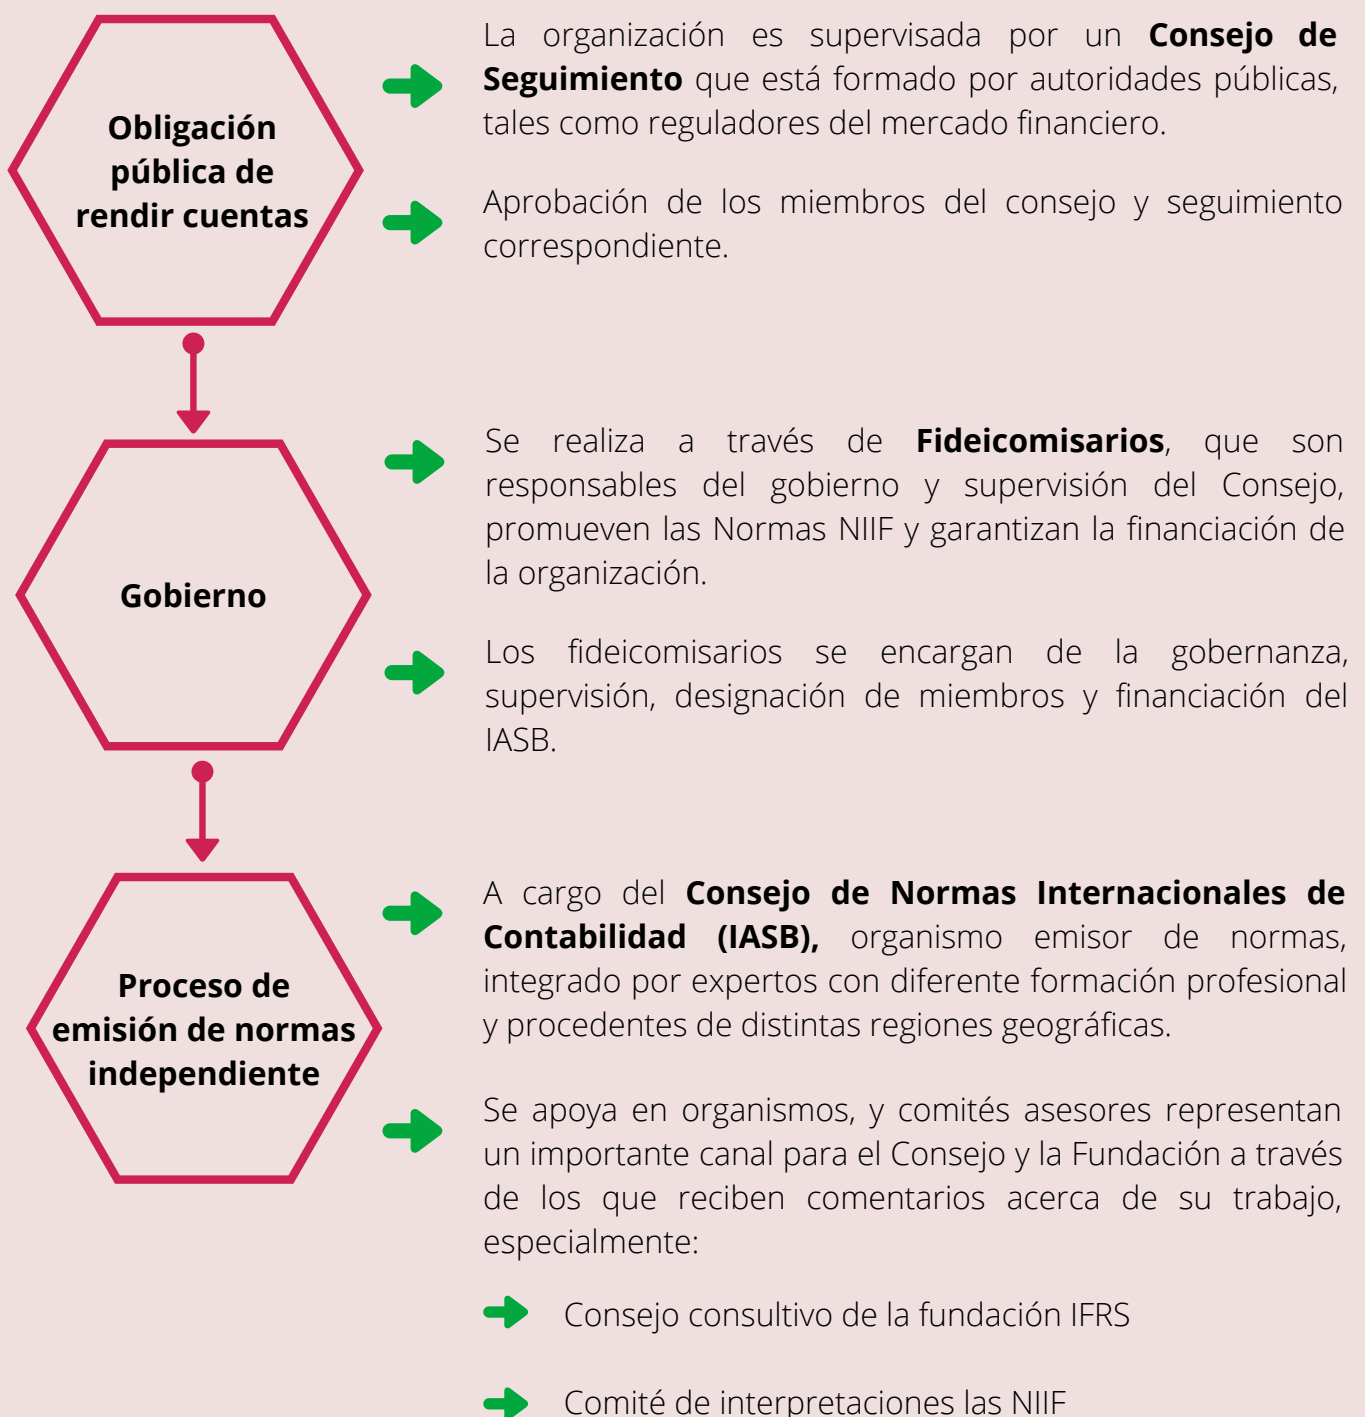 Obligación
pública de
rendir cuentas
La organización es supervisada por un Consejo de
Seguimiento que está formado por autoridades públicas,
tales como reguladores del mercado financiero.
Aprobación de los miembros del consejo y seguimiento
correspondiente.
Gobierno
Se realiza a través de Fideicomisarios, que son
responsables del gobierno y supervisión del Consejo,
promueven las Normas NIIF y garantizan la financiación de
la organización.
Los fideicomisarios se encargan de la gobernanza,
supervisión, designación de miembros y financiación del
IASB.
Proceso de
emisión de normas
independiente
A cargo del Consejo de Normas Internacionales de
Contabilidad (IASB), organismo emisor de normas,
integrado por expertos con diferente formación profesional
y procedentes de distintas regiones geográficas.
Se apoya en organismos, y comités asesores representan
un importante canal para el Consejo y la Fundación a través
de los que reciben comentarios acerca de su trabajo,
especialmente:
Consejo consultivo de la fundación IFRS
Comité de interpretaciones las NIIF